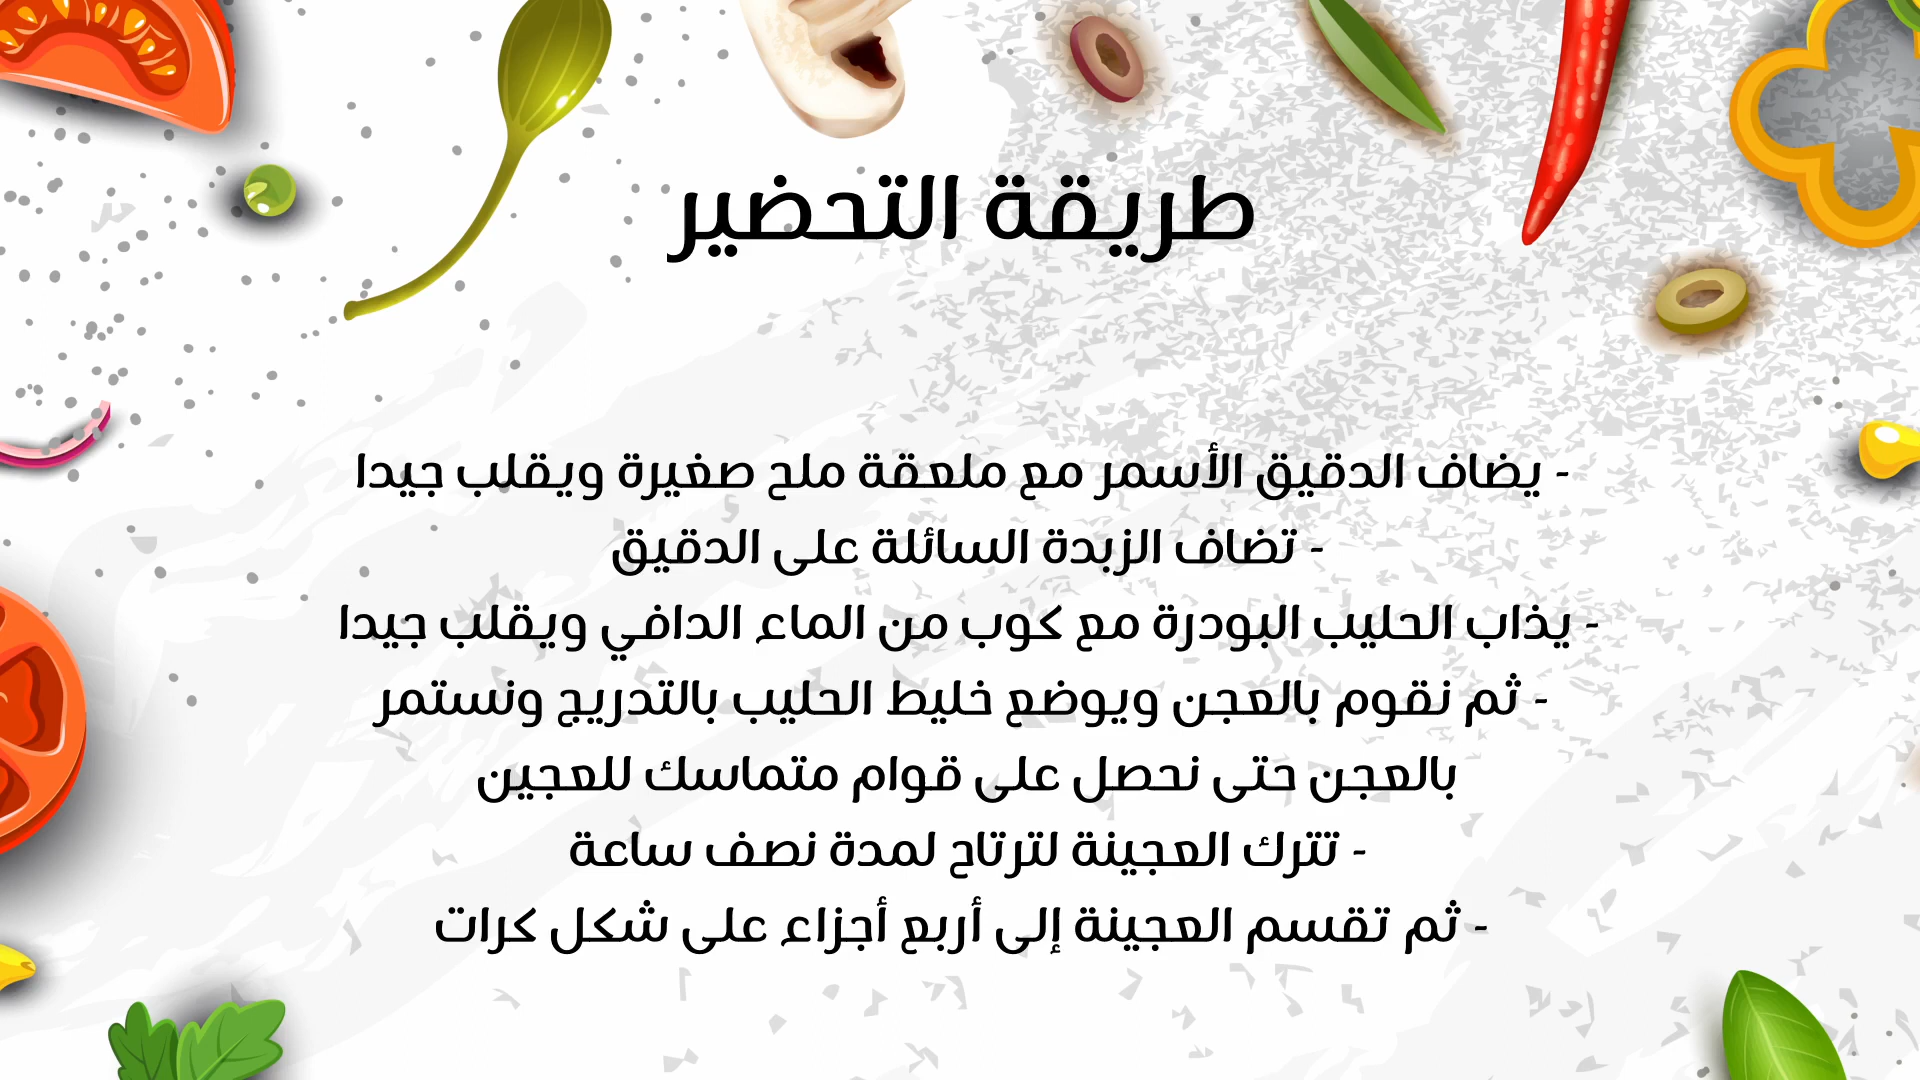 طريقة التحضير
- يضاف الدقيق الأسمر مع ملعقة ملح صغيرة ويقلب جيدا
- تضاف الزبدة السائلة على الدقيق
- يذاب الحليب البودرة مع كوب من الماء الدافي ويقلب جيدا
- ثم نقوم بالعجن ويوضع خليط الحليب بالتدريج ونستمر
بالعجن حتى نحصل على قوام متماسك للعجين
- تترك العجينة لترتاح لمدة نصف ساعة
- ثم تقسم العجينة إلى أربع أجزاء على شكل كرات